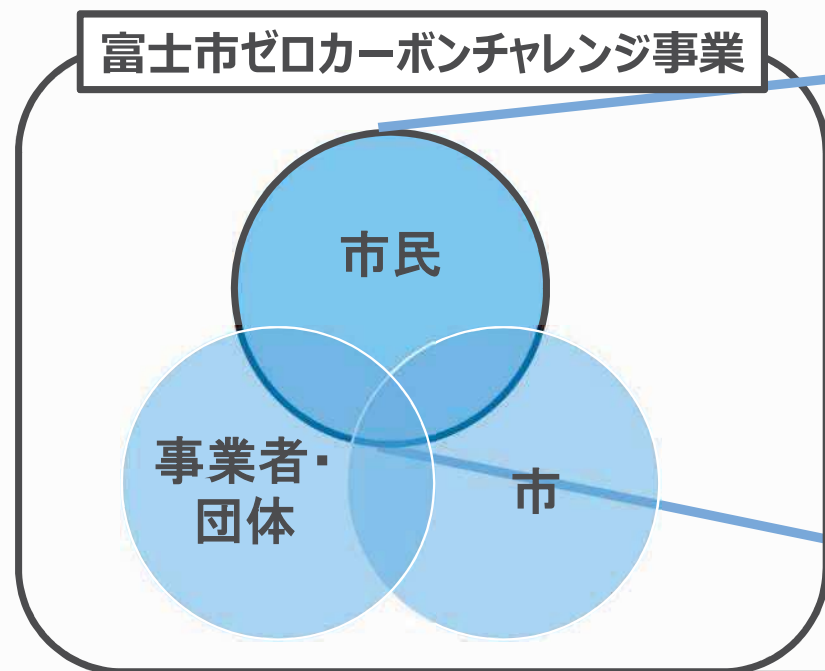 富士市ゼロカーボンチャレンジ事業
市民
事業者・
団体
市